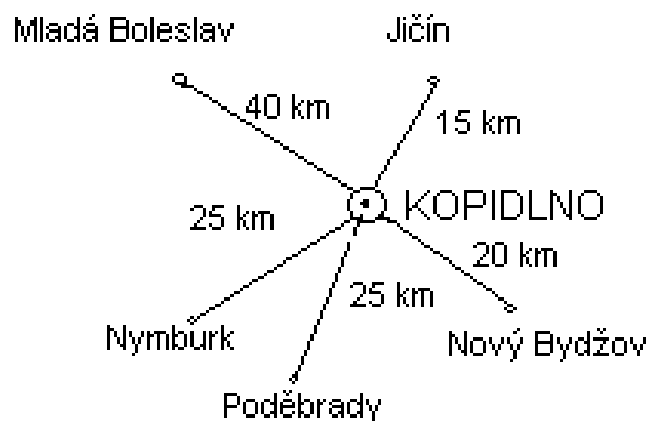 Mladá Boleslav
Jičín
40 km
15 km
KOPIDLNO
25 km
20 km
25 km
Nymburk
Nový Bydžov
Poděbrady